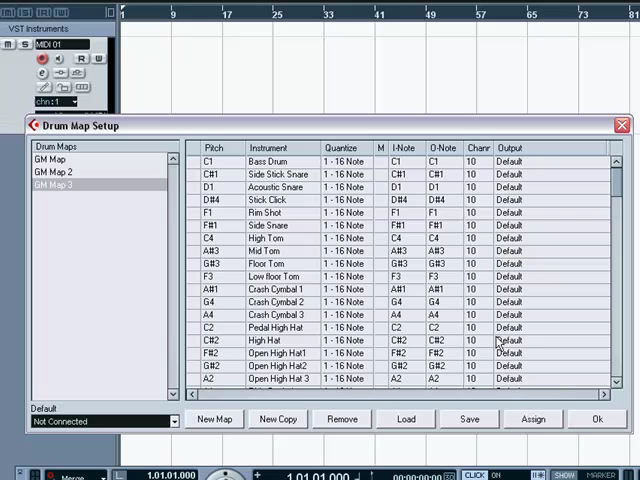 1 9 17 25 33 41 49 57 65 73 81
VST Instruments
M S MIDI 01
R W
e
chn: 1
Drum Map Setup
Drum Maps
GM Map
GM Map 2
GM Map 3
Pitch Instrument Quantize M I-Note O-Note Chanr Output
C1 Bass Drum 1 - 16 Note C1 C1 10 Default
C#1 Side Stick Snare 1 - 16 Note C#1 C#1 10 Default
D1 Acoustic Snare 1 - 16 Note D1 D1 10 Default
D#4 Stick Click 1 - 16 Note D#4 D#4 10 Default
F1 Rim Shot 1 - 16 Note F1 F1 10 Default
F#1 Side Snare 1 - 16 Note F#1 F#1 10 Default
C4 High Tom 1 - 16 Note C4 C4 10 Default
A#3 Mid Tom 1 - 16 Note A#3 A#3 10 Default
G#3 Floor Tom 1 - 16 Note G#3 G#3 10 Default
F3 Low floor Tom 1 - 16 Note F3 F3 10 Default
A#1 Crash Cymbal 1 1 - 16 Note A#1 A#1 10 Default
G4 Crash Cymbal 2 1 - 16 Note G4 G4 10 Default
A4 Crash Cymbal 3 1 - 16 Note A4 A4 10 Default
C2 Pedal High Hat 1 - 16 Note C2 C2 10 Default
C#2 High Hat 1 - 16 Note C#2 C#2 10 Default
F#2 Open High Hat1 1 - 16 Note F#2 F#2 10 Default
G#2 Open High Hat2 1 - 16 Note G#2 G#2 10 Default
A2 Open High Hat 3 1 - 16 Note A2 A2 10 Default
Default
Not Connected
New Map New Copy Remove Load Save Assign Ok
Merge 1.01.01.000 1.01.01.000 00:00:00:00 CLICK ON SHOW MARKER